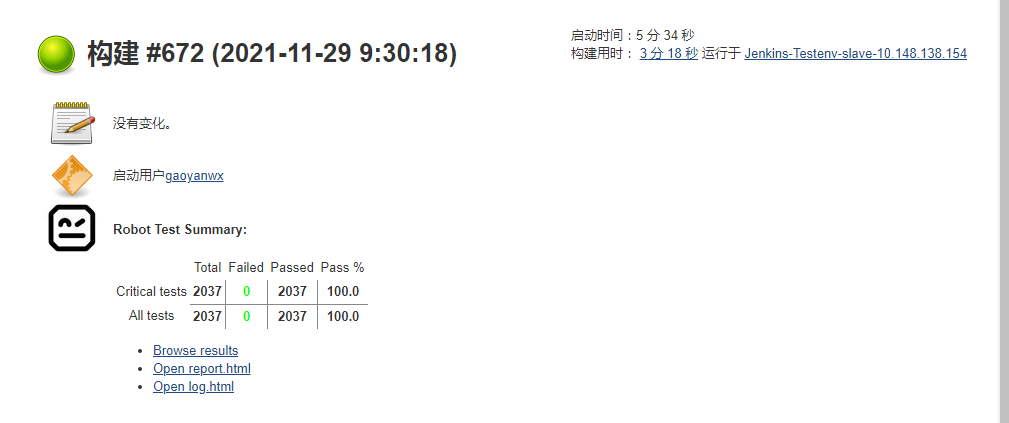 构建 #672 (2021-11-29 9:30:18)
启动时间：5 分 34 秒
构建用时： 3 分 18 秒 运行于 Jenkins-Testenv-slave-10.148.138.154
没有变化。
启动用户gaoyanwx
Robot Test Summary:
Total Failed Passed Pass %
Critical tests 2037 0 2037 100.0
All tests 2037 0 2037 100.0
• Browse results
• Open report.html
• Open log.html